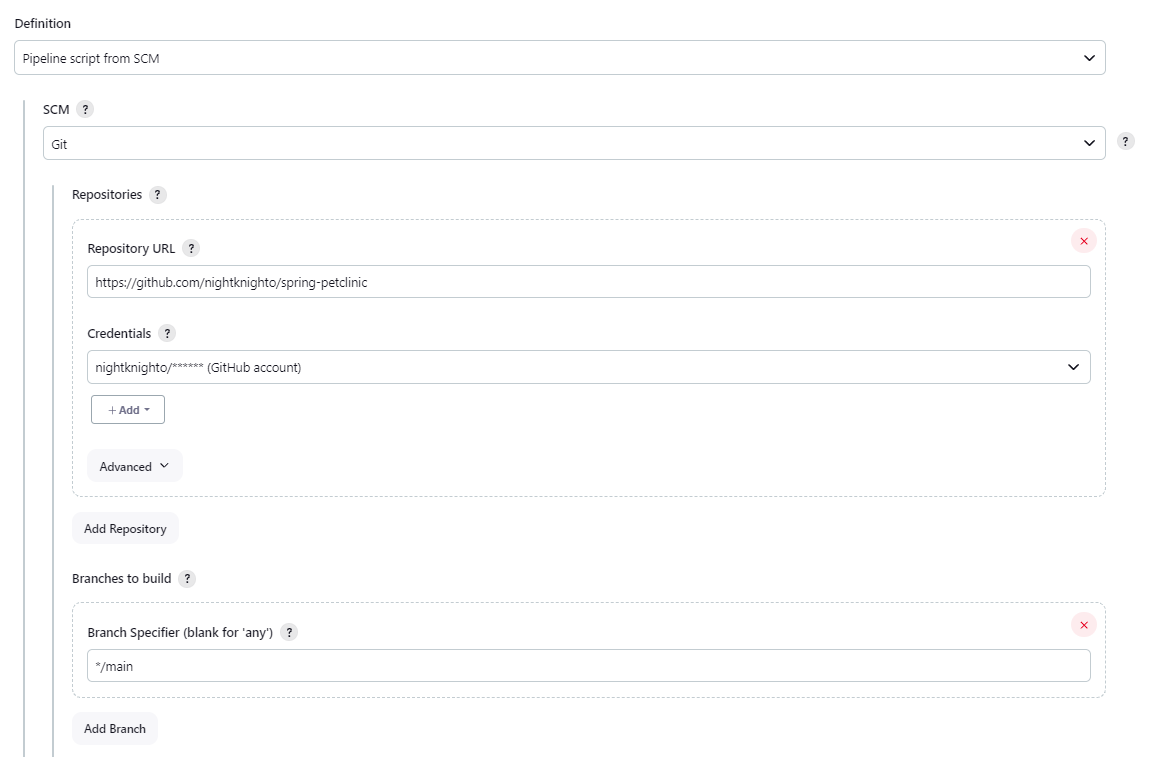 Definition
Pipeline script from SCM
SCM ?
Git
?
Repositories ?
Repository URL ?
https://github.com/nightknighto/spring-petclinic
Credentials ?
nightknighto/****** (GitHub account)
+ Add
Advanced
Add Repository
Branches to build ?
Branch Specifier (blank for 'any') ?
*/main
Add Branch